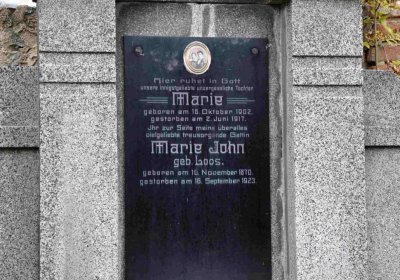 Hier ruhet in Gott
unsere innigstgeliebte unvergessliche Tochter
Marie
geboren am 16. Oktober 1902,
gestorben am 2. Juni 1917.
Ihr zur Seite meine überalles
vielgeliebte treusorgende Gattin
Marie John
geb. Loos.
geboren am 15. November 1870,
gestorben am 16. September 1923.